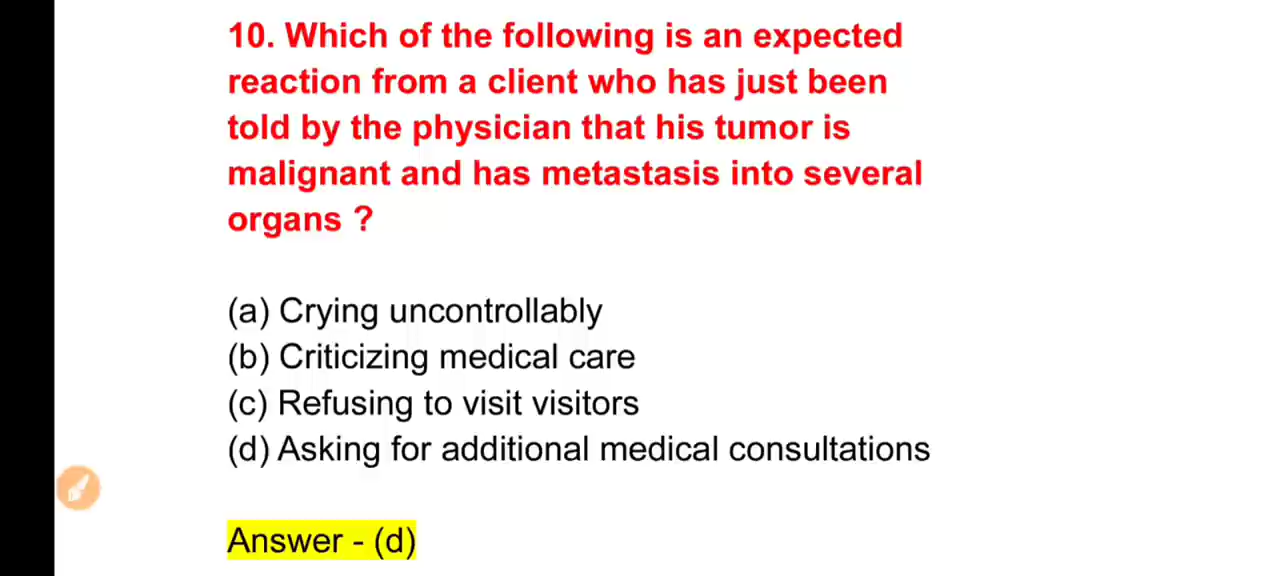 10. Which of the following is an expected
reaction from a client who has just been
told by the physician that his tumor is
malignant and has metastasis into several
organs ?
(a) Crying uncontrollably
(b) Criticizing medical care
(c) Refusing to visit visitors
(d) Asking for additional medical consultations
Answer - (d)